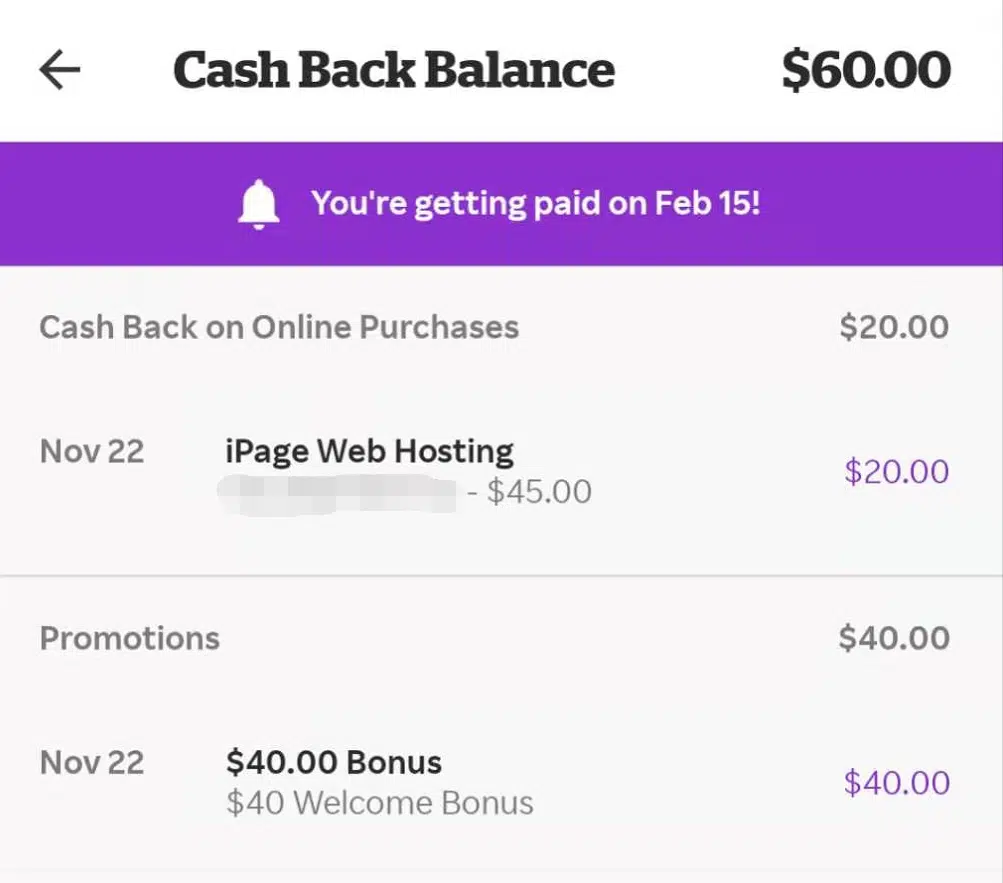 Cash Back Balance $60.00
You're getting paid on Feb 15!
Cash Back on Online Purchases $20.00
Nov 22 iPage Web Hosting $20.00
- $45.00
Promotions $40.00
Nov 22 $40.00 Bonus $40.00
$40 Welcome Bonus